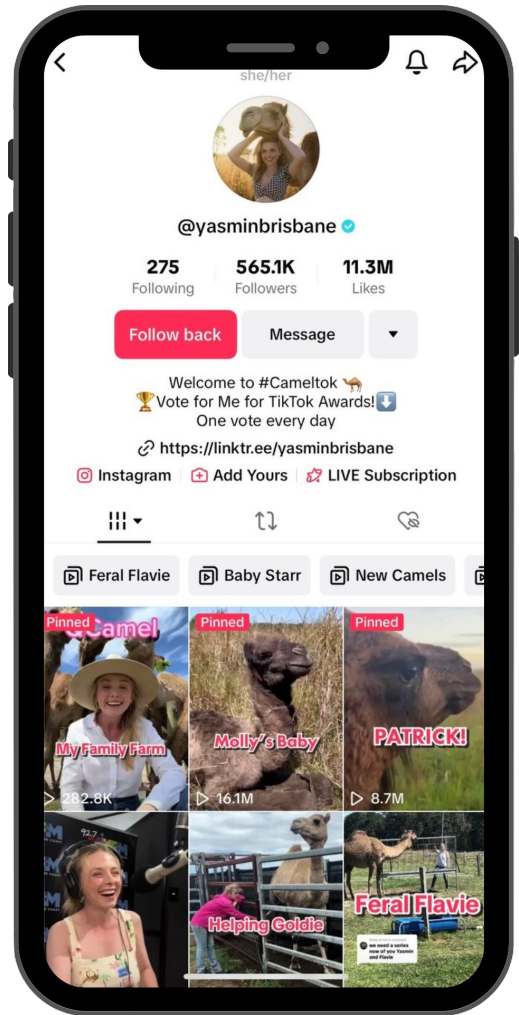 she/her
@yasminbrisbane
275
Following
565.1K
Followers
11.3M
Likes
Follow back
Message
Welcome to #Cameltok 🐪
🏆Vote for Me for TikTok Awards!⬇️
One vote every day
https://linktr.ee/yasminbrisbane
Instagram
Add Yours
LIVE Subscription
Feral Flavie
Baby Starr
New Camels
Pinned
Camel
My Family Farm
282.8K
Pinned
Molly's Baby
16.1M
Pinned
PATRICK!
8.7M
92.7
Helping Goldie
Feral Flavie
we need a series
now of you Yasmin
and Flavie